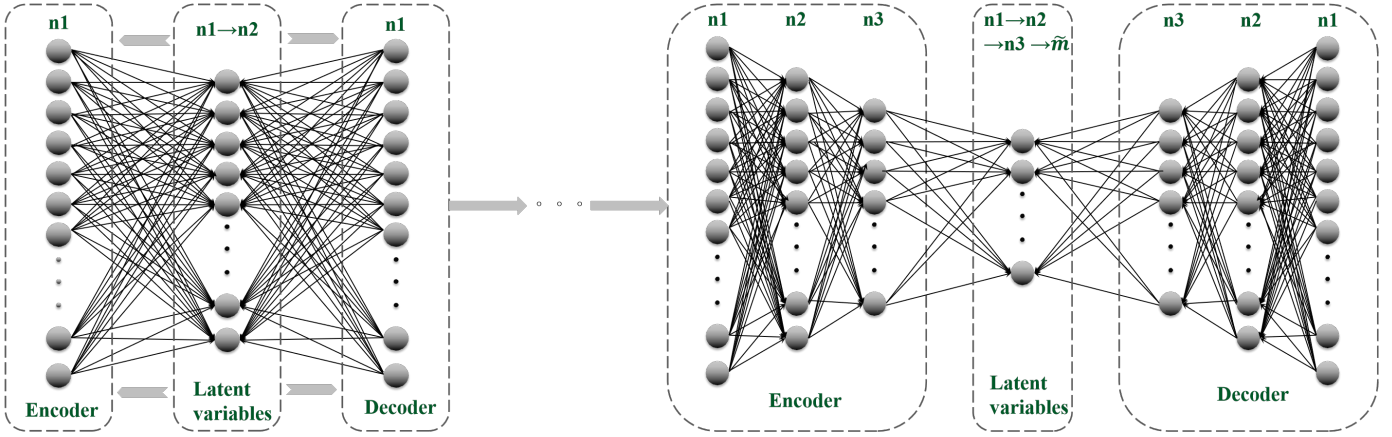 n1
n1→n2
n1
Encoder
Latent
variables
Decoder
n1
n2
n3
Encoder
n1→n2
→n3 →m̃
Latent
variables
n3
n2
n1
Decoder